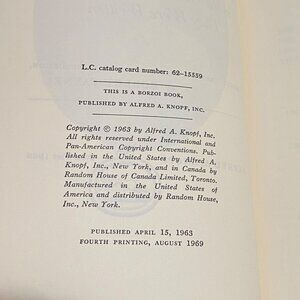 L.C. catalog card number: 62-15559
THIS IS A BORZOI BOOK,
PUBLISHED BY ALFRED A. KNOPF, INC.
Copyright © 1963 by Alfred A. Knopf, Inc.
All rights reserved under International and
Pan-American Copyright Conventions. Pub-
lished in the United States by Alfred A.
Knopf, Inc., New York, and in Canada by
Random House of Canada Limited, Toronto.
Manufactured in the United States of
America and distributed by Random House,
Inc., New York.
PUBLISHED APRIL 15, 1963
FOURTH PRINTING, AUGUST 1969